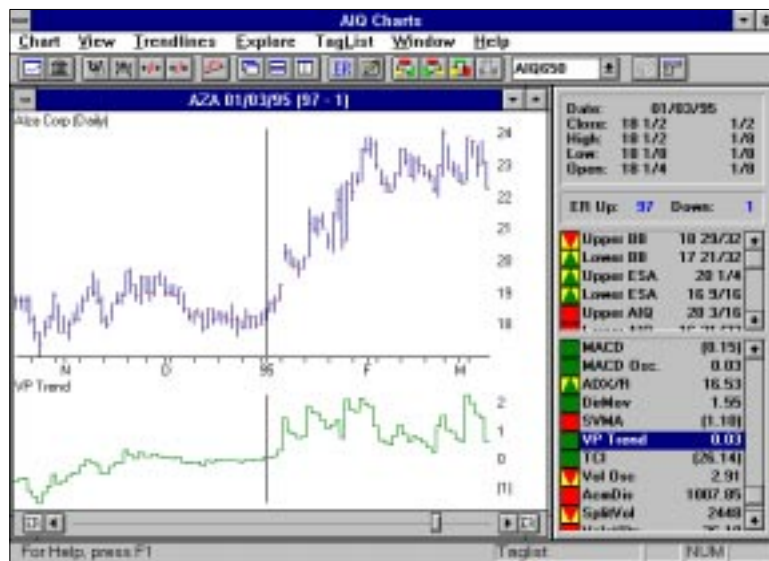 AIQ Charts
Chart View Trendlines Explore TagList Window Help
ER AIQ650
AZA 01/03/95 (97 - 1)
Alza Corp (Daily)
24
23
22
21
20
19
18
N D 95 F M
VP Trend
2
1
0
(1)
Date: 01/03/95
Close: 18 1/2 1/2
High: 18 1/2 1/8
Low: 18 1/8 1/8
Open: 18 1/4 1/8
ER Up: 97 Down: 1
Upper BB 18 29/32
Lower BB 17 21/32
Upper ESA 20 1/4
Lower ESA 16 9/16
Upper AIQ 20 3/16
MACD (0.15)
MACD Osc. 0.03
ADX/R 16.53
DirMov 1.55
SVMA (1.10)
VP Trend 0.03
TCI (26.14)
Vol Osc 2.91
AcmDis 1007.05
SplitVol 2448
For Help, press F1 Taglist NUM